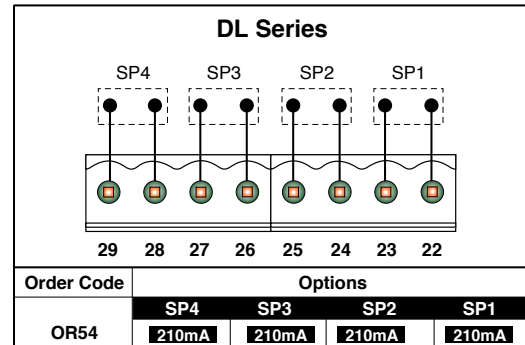 DL Series
SP4 SP3 SP2 SP1
29 28 27 26 25 24 23 22
Order Code Options
SP4 SP3 SP2 SP1
OR54 210mA 210mA 210mA 210mA